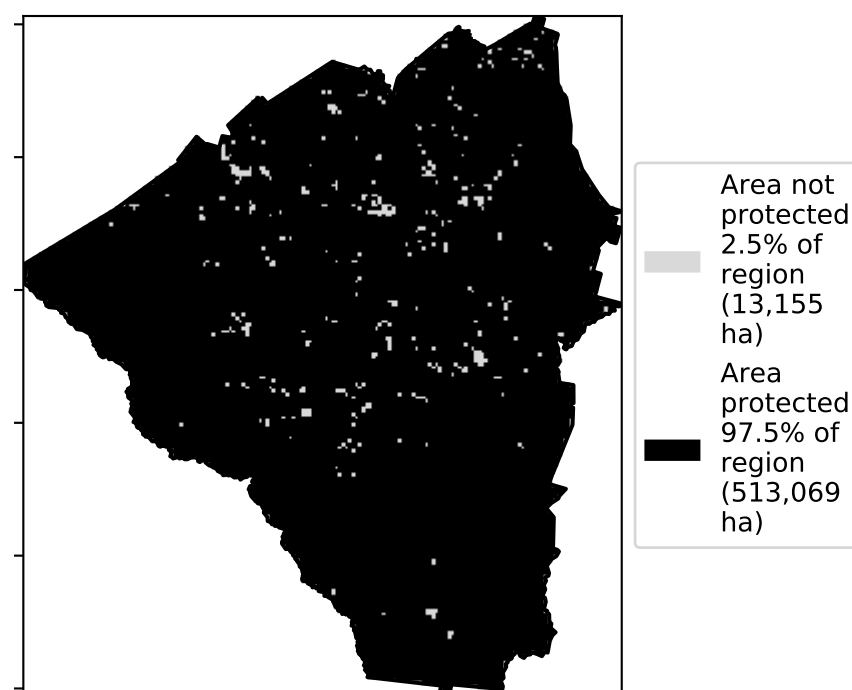 Area not
protected
2.5% of
region
(13,155
ha)
Area
protected
97.5% of
region
(513,069
ha)